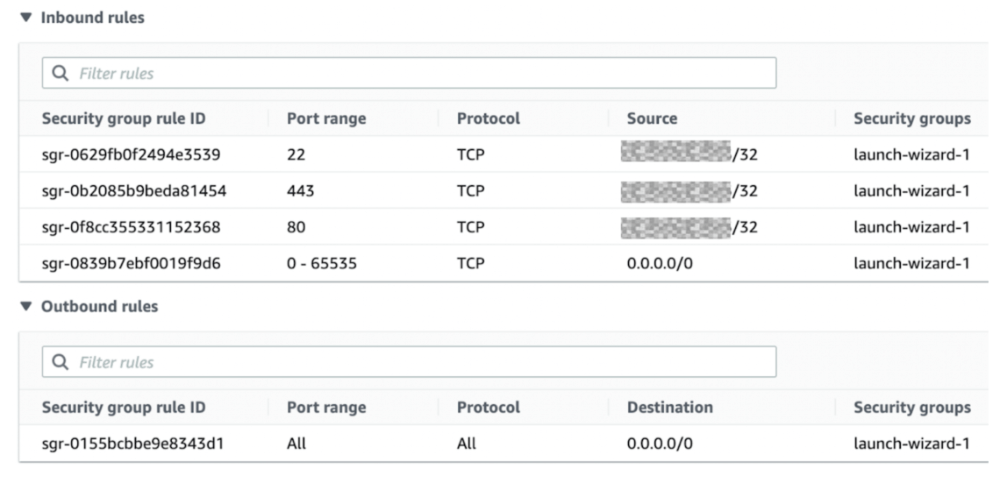 Inbound rules
Filter rules
Security group rule ID Port range Protocol Source Security groups
sgr-0629fb0f2494e3539 22 TCP /32 launch-wizard-1
sgr-0b2085b9beda81454 443 TCP /32 launch-wizard-1
sgr-0f8cc355331152368 80 TCP /32 launch-wizard-1
sgr-0839b7ebf0019f9d6 0 - 65535 TCP 0.0.0.0/0 launch-wizard-1
Outbound rules
Filter rules
Security group rule ID Port range Protocol Destination Security groups
sgr-0155bcbbe9e8343d1 All All 0.0.0.0/0 launch-wizard-1